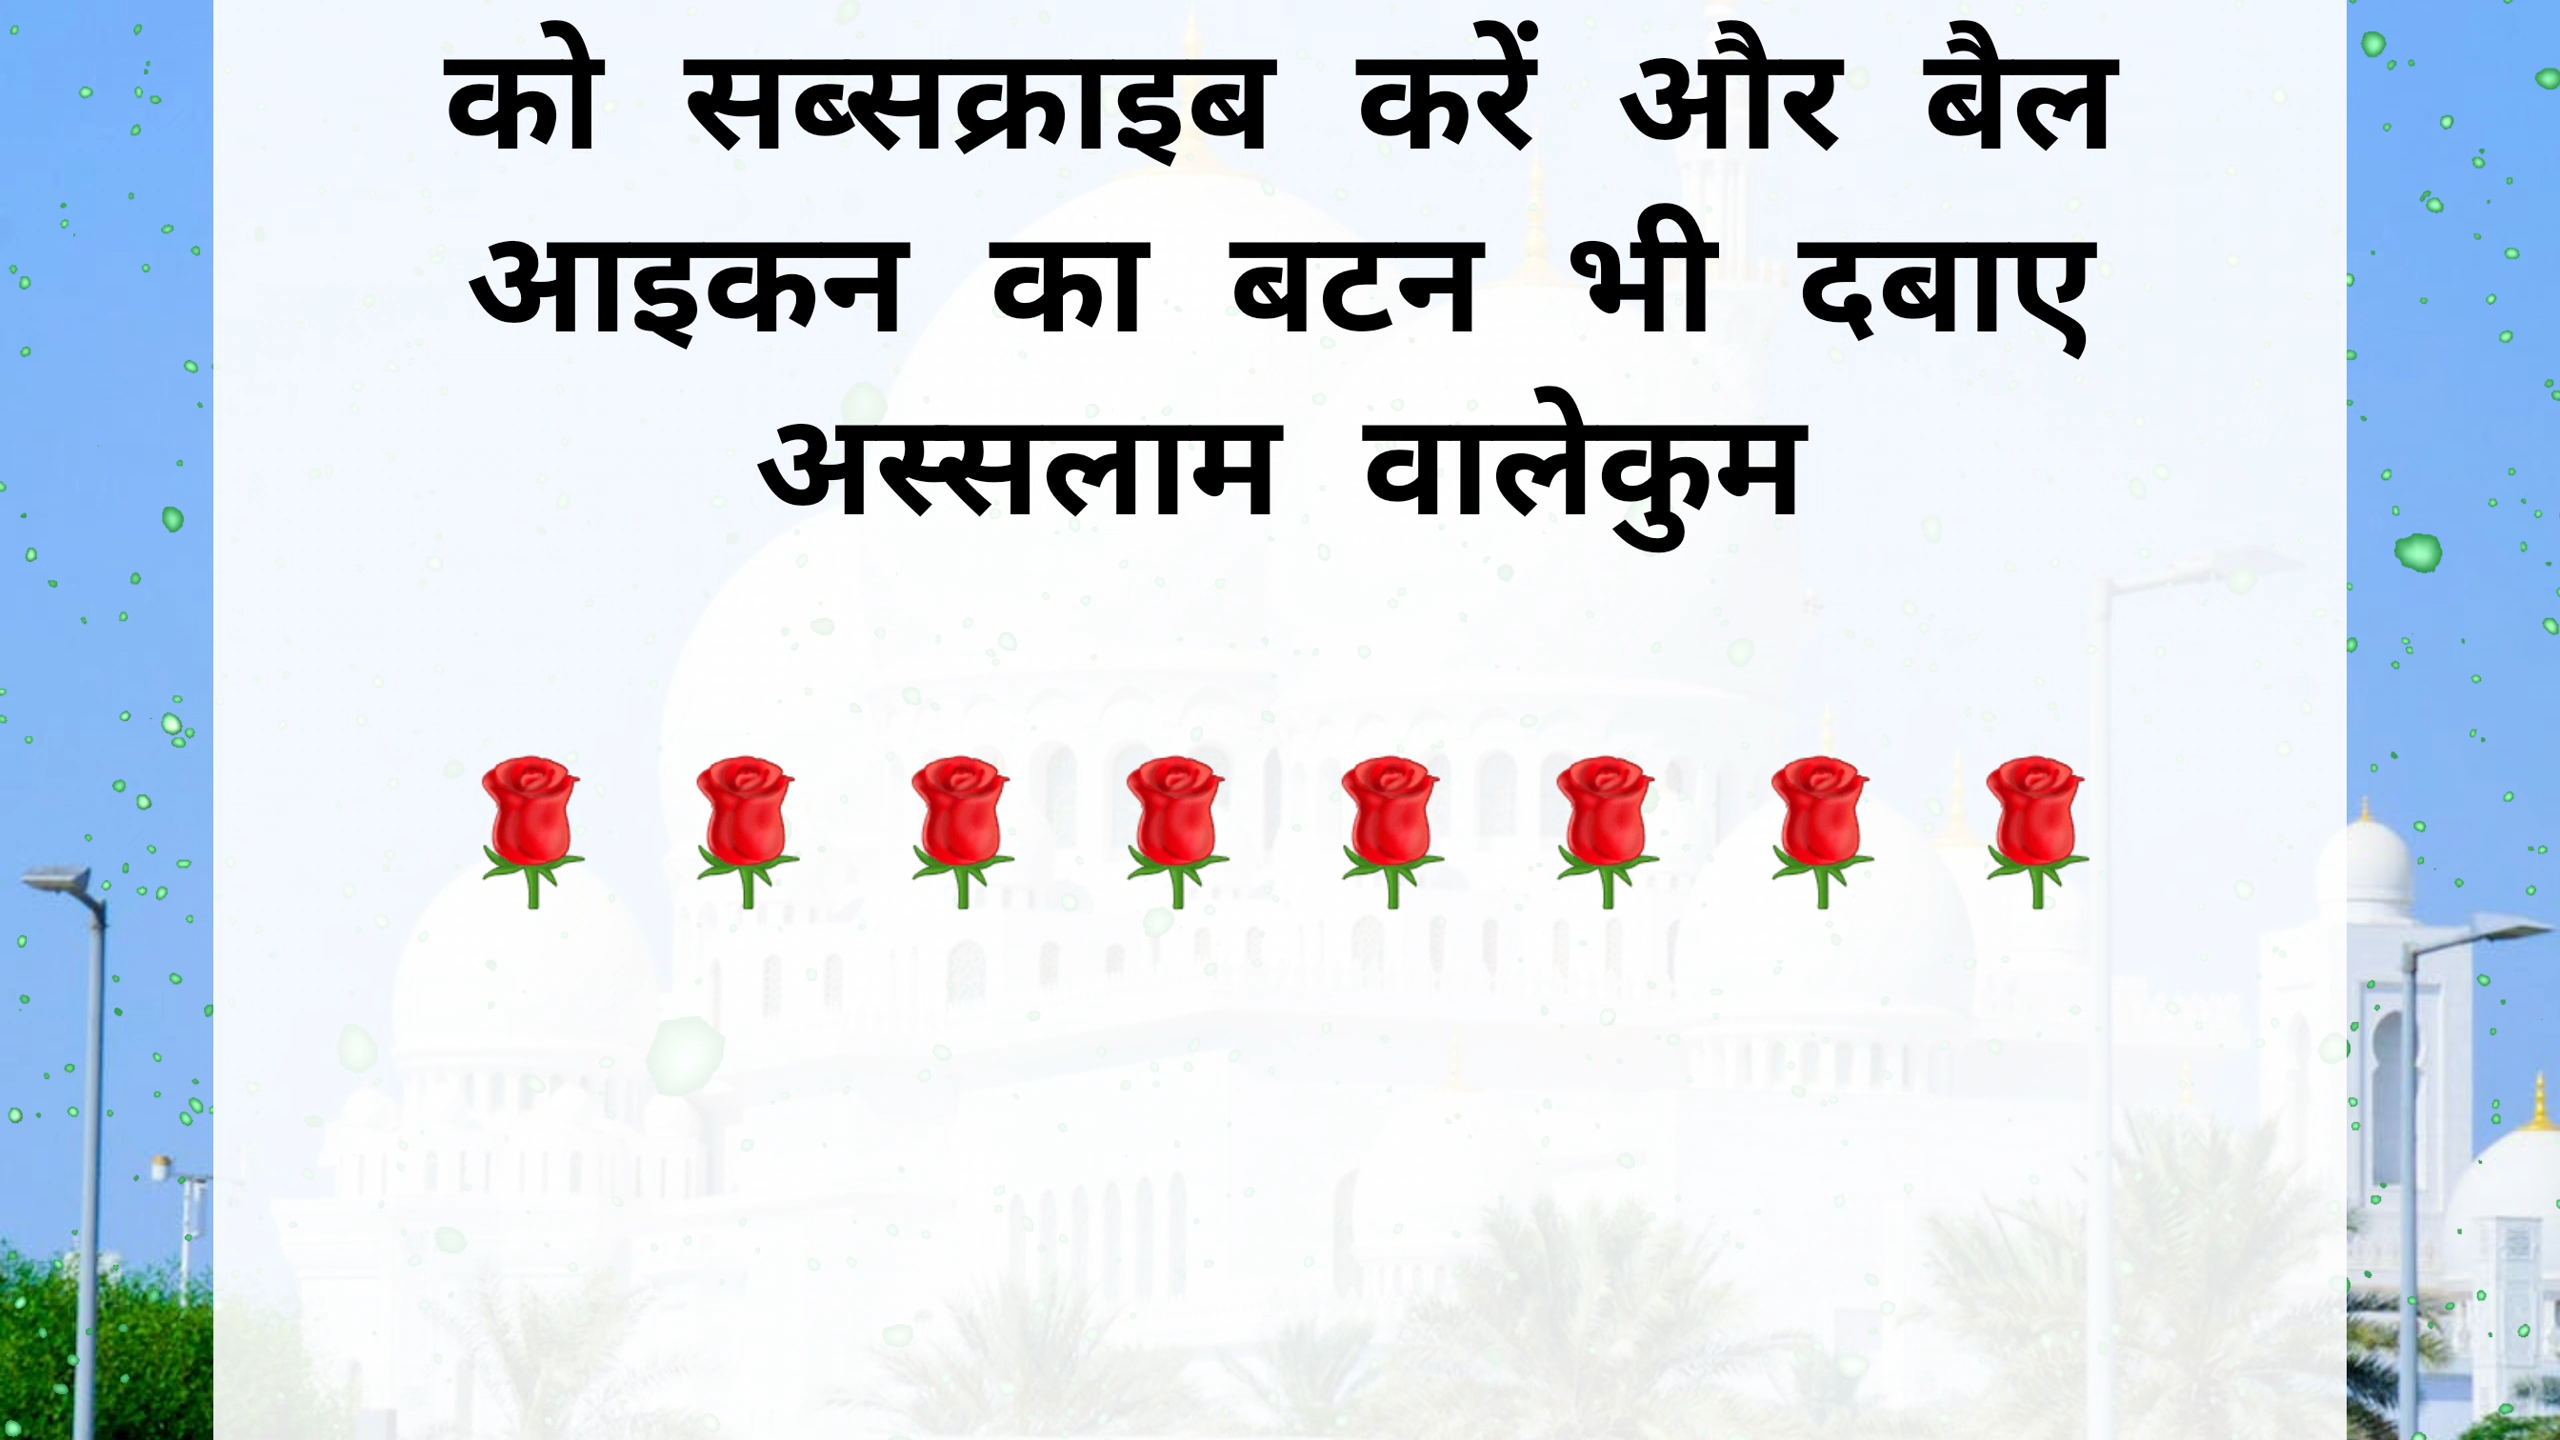 को सब्सक्राइब करें और बैल
आइकन का बटन भी दबाए
अस्सलाम वालेकुम
🌹 🌹 🌹 🌹 🌹 🌹 🌹 🌹